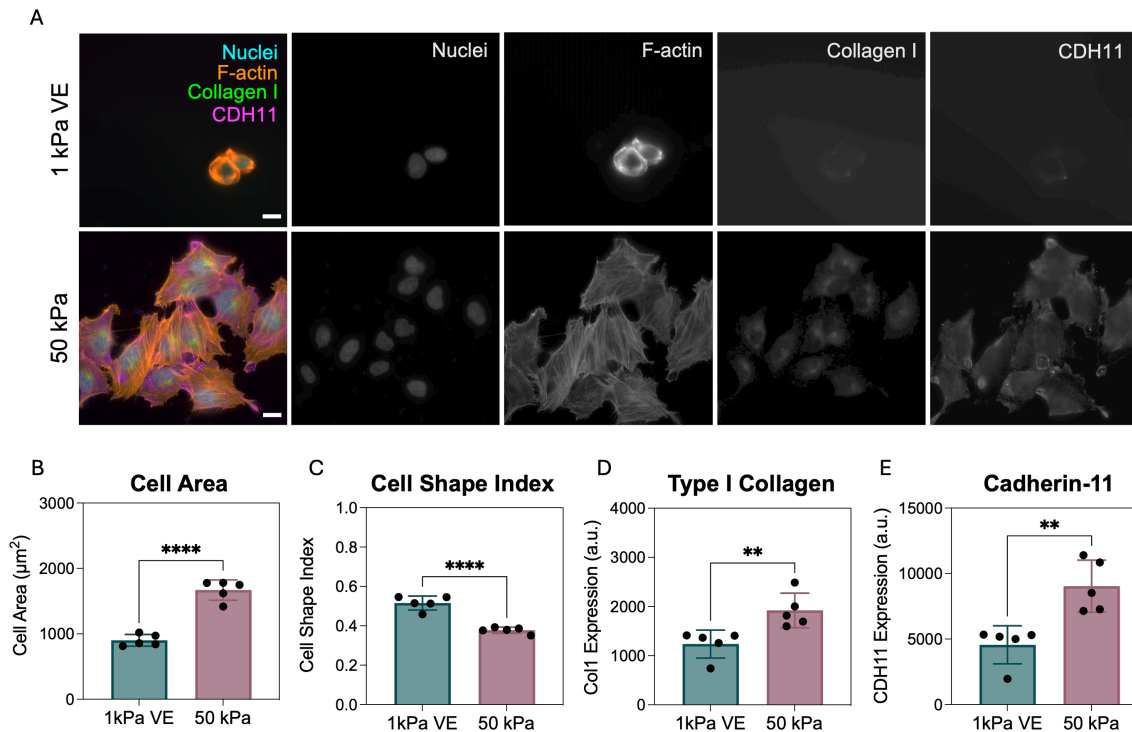 A
Nuclei
F-actin
Collagen I
CDH11
Nuclei
F-actin
Collagen I
CDH11
1 kPa VE
50 kPa
B
Cell Area
Cell Area (µm²)
3000
2000
1000
0
****
1kPa VE
50 kPa
C
Cell Shape Index
Cell Shape Index
1.0
0.8
0.6
0.4
0.2
0.0
****
1kPa VE
50 kPa
D
Type I Collagen
Col1 Expression (a.u.)
4000
3000
2000
1000
0
**
1kPa VE
50 kPa
E
Cadherin-11
CDH11 Expression (a.u.)
15000
10000
5000
0
**
1kPa VE
50 kPa